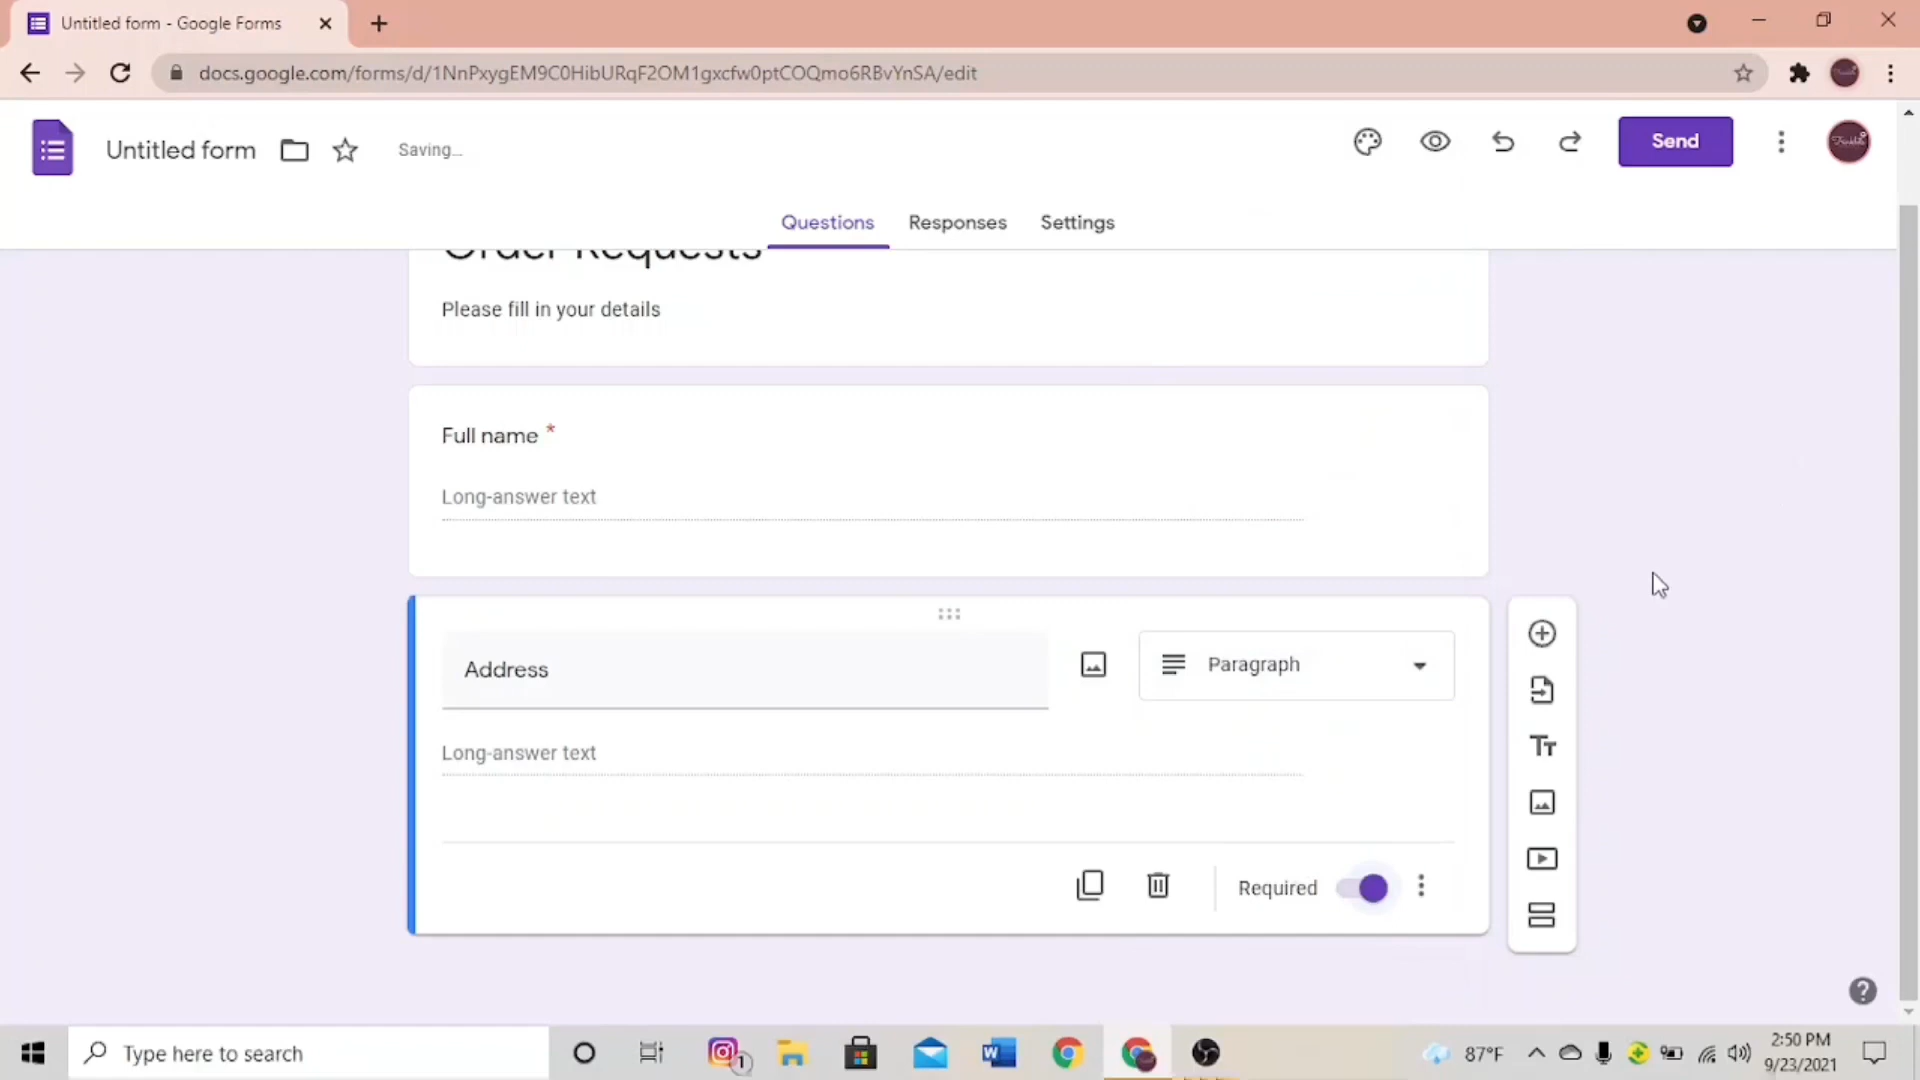 Untitled form - Google Forms
docs.google.com/forms/d/1NnPxygEM9C0HibURqF2OM1gxcfw0ptCOQmo6RBvYnSA/edit
Untitled form
Saving...
Send
Questions
Responses
Settings
Order Requests
Please fill in your details
Full name *
Long-answer text
Address
Paragraph
Long-answer text
Required
Type here to search
1
87°F
2:50 PM
9/23/2021